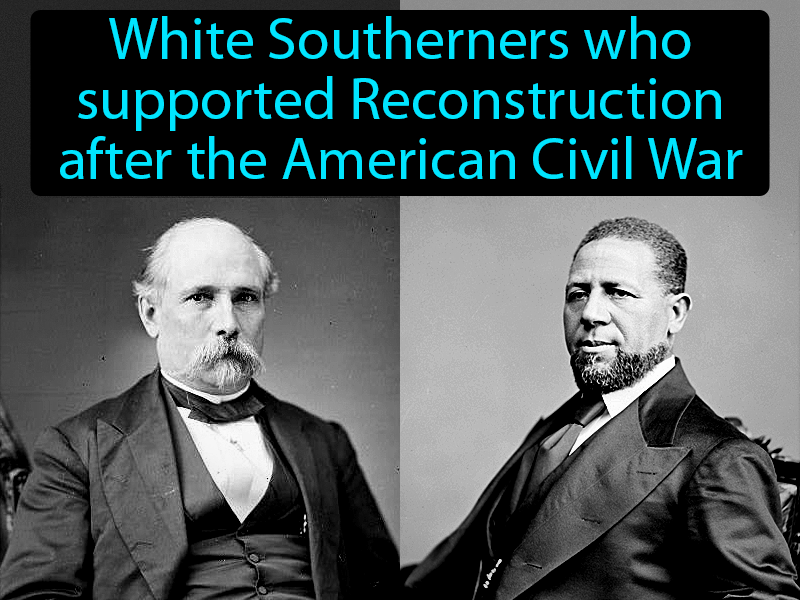 White Southerners who
supported Reconstruction
after the American Civil War